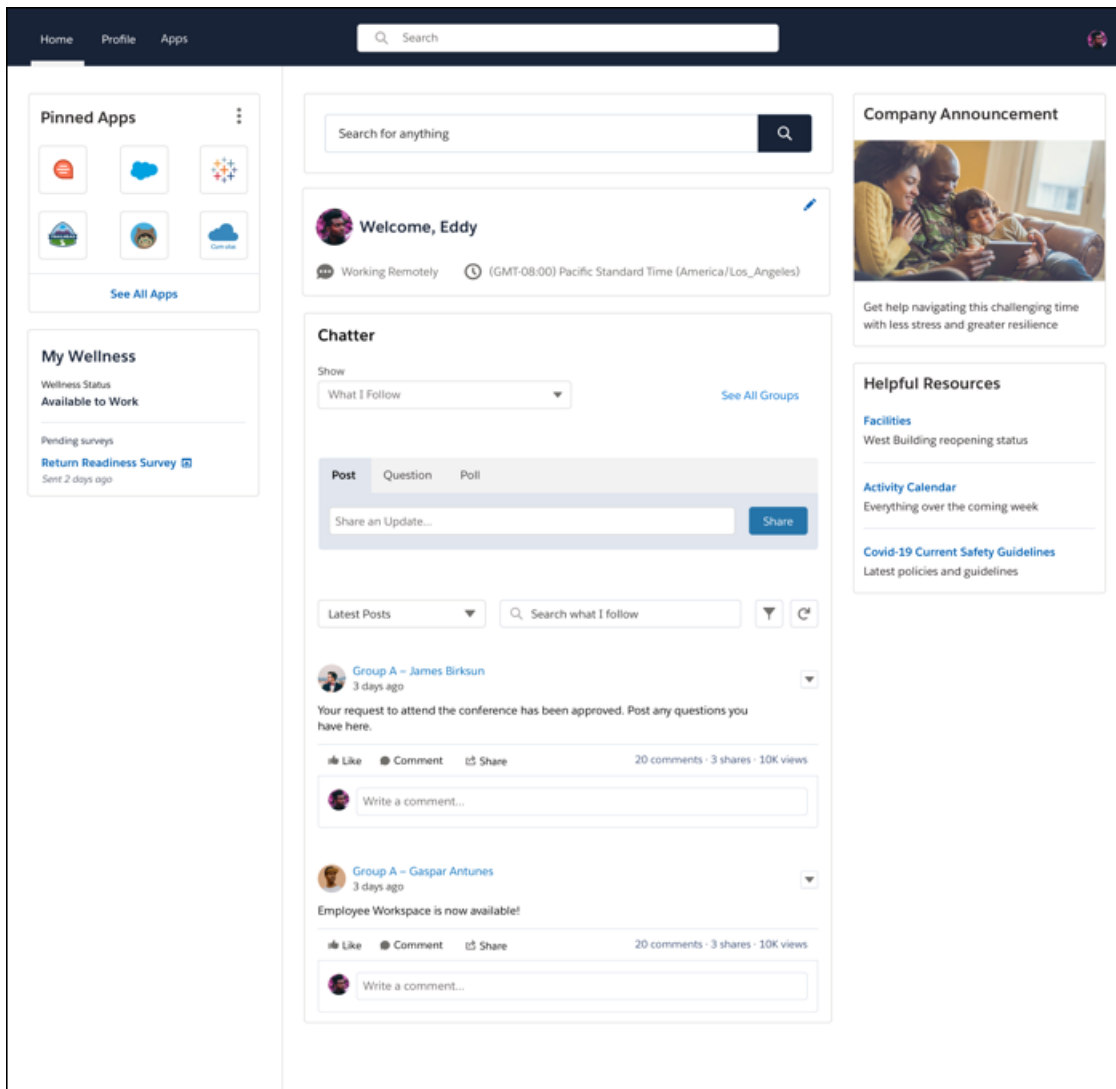 Home Profile Apps
Search
Pinned Apps
TRAILHEAD
Cumulus
See All Apps
My Wellness
Wellness Status
Available to Work
Pending surveys
Return Readiness Survey
Sent 2 days ago
Search for anything
Welcome, Eddy
Working Remotely (GMT-08:00) Pacific Standard Time (America/Los_Angeles)
Chatter
Show
What I Follow See All Groups
Post Question Poll
Share an Update... Share
Latest Posts Search what I follow
Group A – James Birksun
3 days ago
Your request to attend the conference has been approved. Post any questions you
have here.
Like Comment Share 20 comments · 3 shares · 10K views
Write a comment...
Group A – Gaspar Antunes
3 days ago
Employee Workspace is now available!
Like Comment Share 20 comments · 3 shares · 10K views
Write a comment...
Company Announcement
Get help navigating this challenging time
with less stress and greater resilience
Helpful Resources
Facilities
West Building reopening status
Activity Calendar
Everything over the coming week
Covid-19 Current Safety Guidelines
Latest policies and guidelines